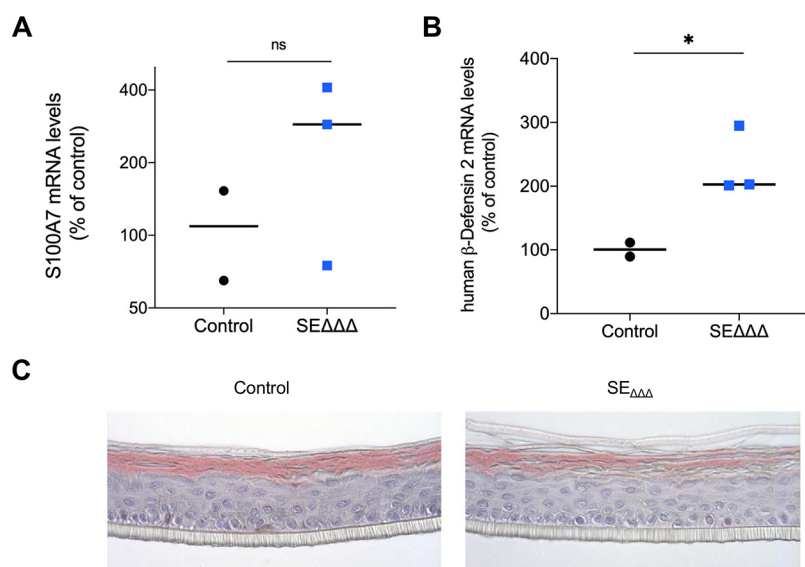 A
ns
S100A7 mRNA levels
(% of control)
400
200
100
50
Control
SEΔΔΔ
B
*
human β-Defensin 2 mRNA levels
(% of control)
400
300
200
100
0
Control
SEΔΔΔ
C
Control
SEΔΔΔ